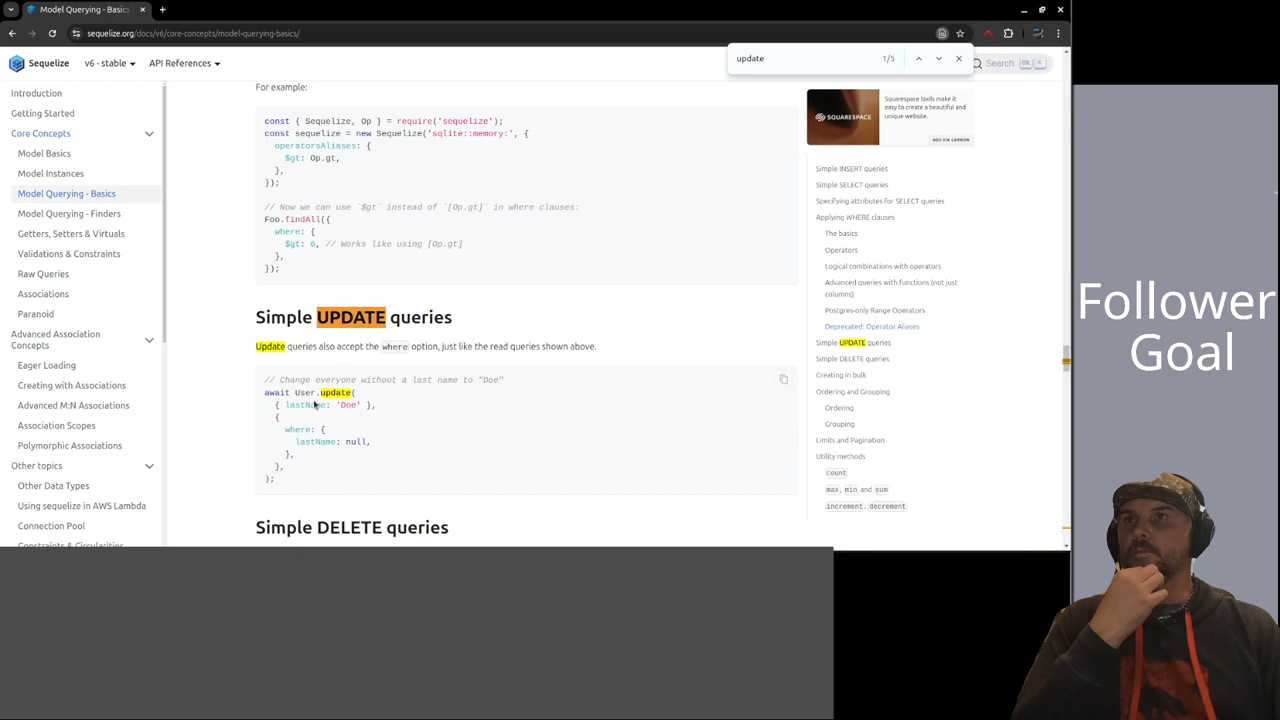 Model Querying - Basics
sequelize.org/docs/v6/core-concepts/model-querying-basics/
update
1/5
Sequelize
v6 - stable
API References
Search
Introduction
Getting Started
Core Concepts
Model Basics
Model Instances
Model Querying - Basics
Model Querying - Finders
Getters, Setters & Virtuals
Validations & Constraints
Raw Queries
Associations
Paranoid
Advanced Association
Concepts
Eager Loading
Creating with Associations
Advanced M:N Associations
Association Scopes
Polymorphic Associations
Other topics
Other Data Types
Using sequelize in AWS Lambda
Connection Pool
Constraints & Circularities
For example:
const { Sequelize, Op } = require('sequelize');
const sequelize = new Sequelize('sqlite::memory:', {
operatorsAliases: {
$gt: Op.gt,
},
});
// Now we can use `$gt` instead of `[Op.gt]` in where clauses:
Foo.findAll({
where: {
$gt: 6, // Works like using [Op.gt]
},
});
Simple UPDATE queries
Update queries also accept the where option, just like the read queries shown above.
// Change everyone without a last name to "Doe"
await User.update(
{ lastName: 'Doe' },
{
where: {
lastName: null,
},
},
);
Simple DELETE queries
SQUARESPACE
Squarespace tools make it
easy to create a beautiful and
unique website.
ADS VIA CARBON
Simple INSERT queries
Simple SELECT queries
Specifying attributes for SELECT queries
Applying WHERE clauses
The basics
Operators
Logical combinations with operators
Advanced queries with functions (not just
columns)
Postgres-only Range Operators
Deprecated: Operator Aliases
Simple UPDATE queries
Simple DELETE queries
Creating in bulk
Ordering and Grouping
Ordering
Grouping
Limits and Pagination
Utility methods
count
max, min and sum
increment, decrement
Follower
Goal